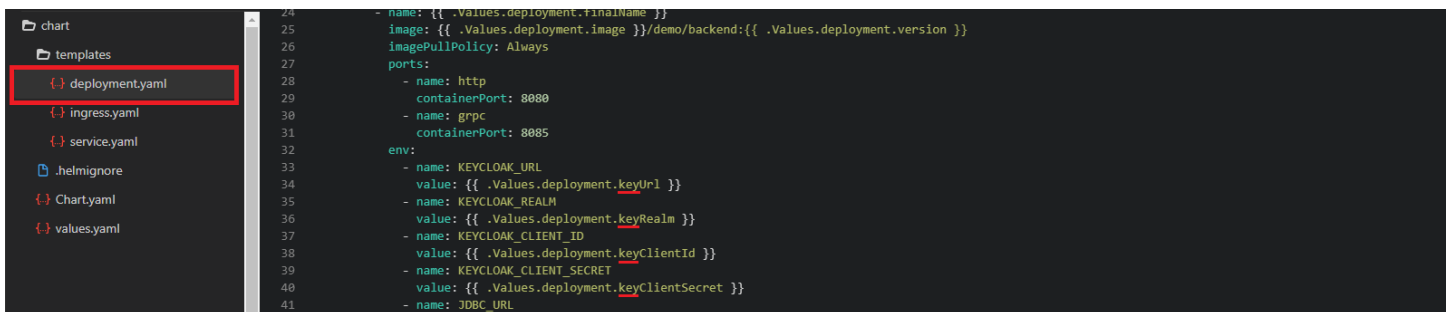 chart
templates
deployment.yaml
ingress.yaml
service.yaml
.helmignore
Chart.yaml
values.yaml
24 - name: {{ .Values.deployment.finalName }}
25 image: {{ .Values.deployment.image }}/demo/backend:{{ .Values.deployment.version }}
26 imagePullPolicy: Always
27 ports:
28 - name: http
29 containerPort: 8080
30 - name: grpc
31 containerPort: 8085
32 env:
33 - name: KEYCLOAK_URL
34 value: {{ .Values.deployment.keyUrl }}
35 - name: KEYCLOAK_REALM
36 value: {{ .Values.deployment.keyRealm }}
37 - name: KEYCLOAK_CLIENT_ID
38 value: {{ .Values.deployment.keyClientId }}
39 - name: KEYCLOAK_CLIENT_SECRET
40 value: {{ .Values.deployment.keyClientSecret }}
41 - name: JDBC_URL